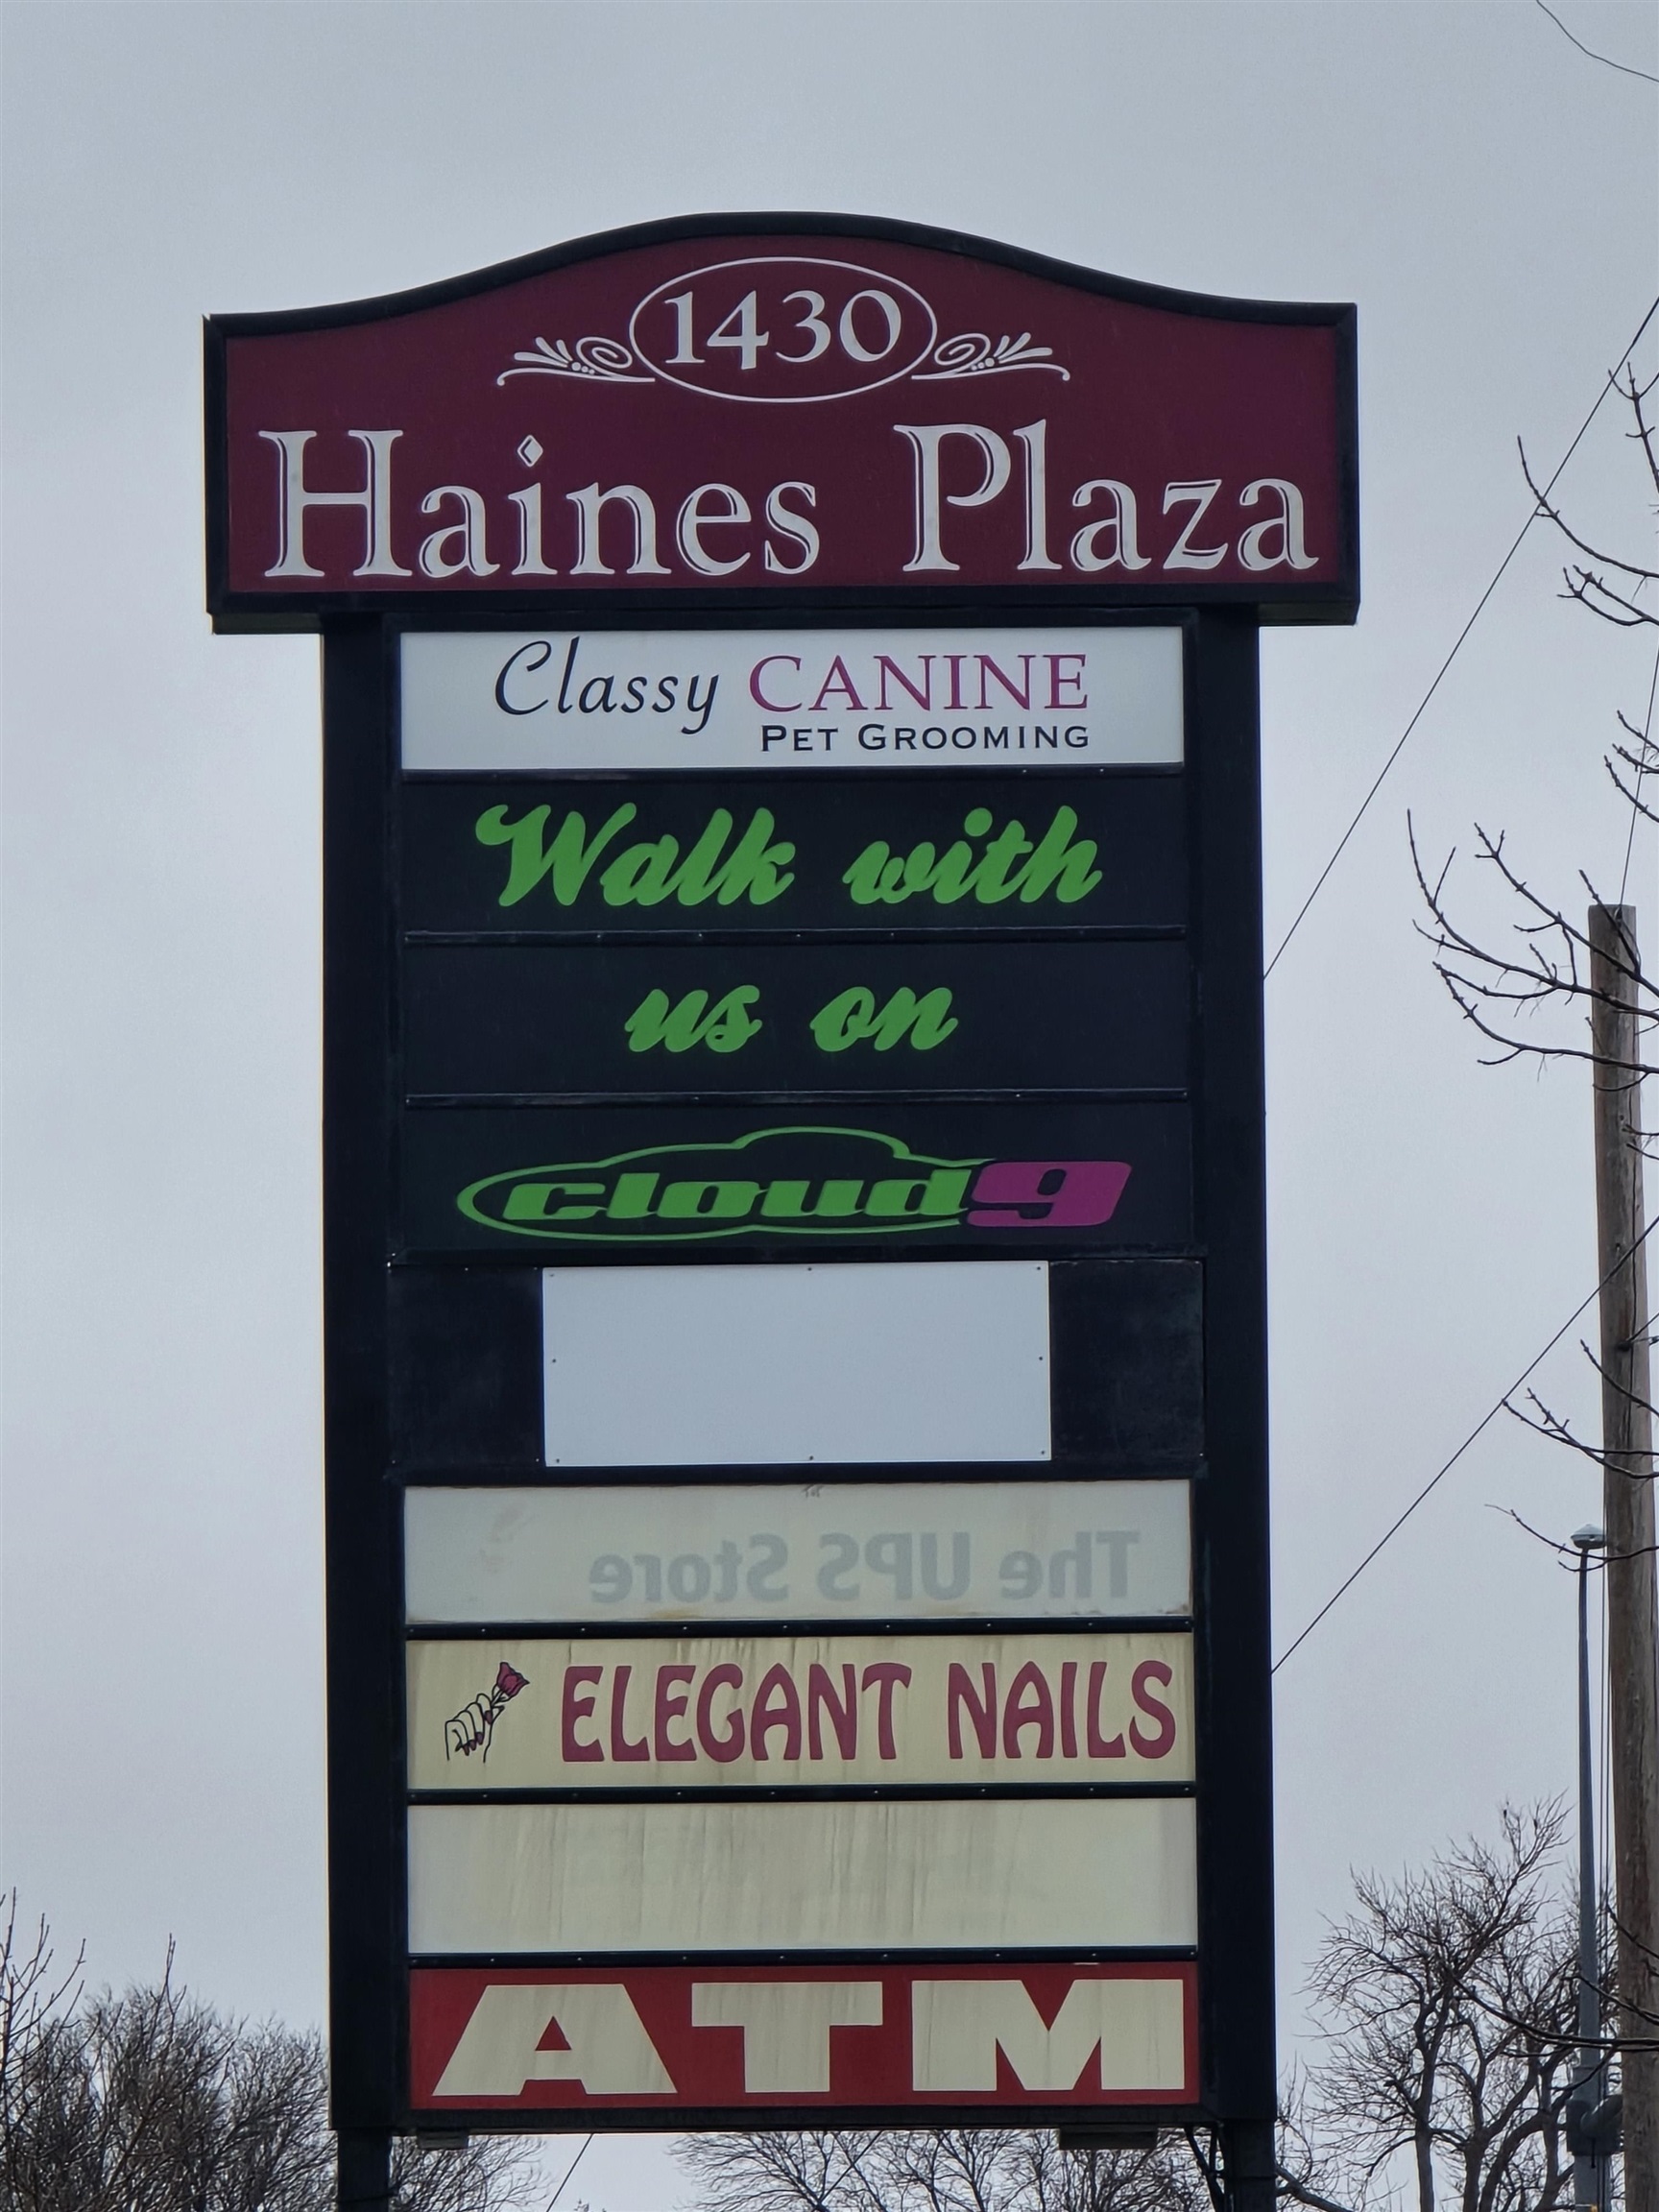 1430
Haines Plaza
Classy CANINE
PET GROOMING
Walk with
us on
cloud9
The UPS Store
ELEGANT NAILS
ATM